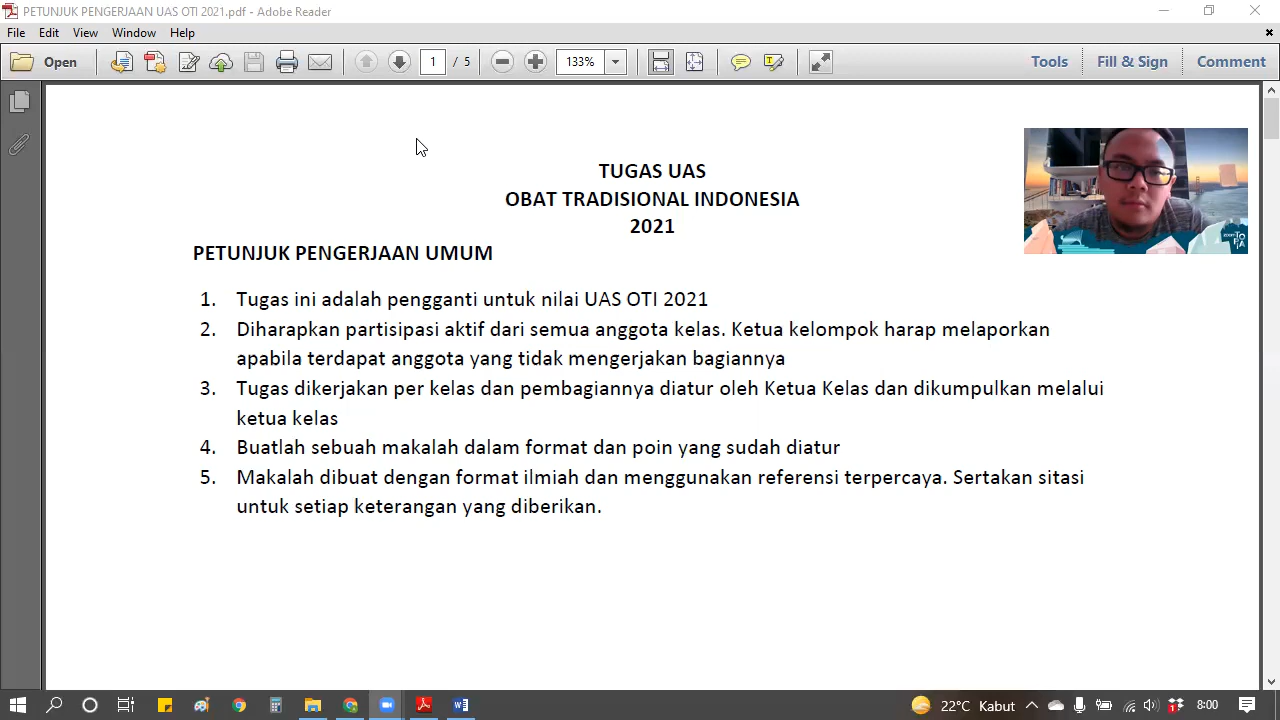 PETUNJUK PENGERJAAN UAS OTI 2021.pdf - Adobe Reader
File Edit View Window Help
Open 1 / 5 133% Tools Fill & Sign Comment
TUGAS UAS
OBAT TRADISIONAL INDONESIA
2021
PETUNJUK PENGERJAAN UMUM
1. Tugas ini adalah pengganti untuk nilai UAS OTI 2021
2. Diharapkan partisipasi aktif dari semua anggota kelas. Ketua kelompok harap melaporkan
apabila terdapat anggota yang tidak mengerjakan bagiannya
3. Tugas dikerjakan per kelas dan pembagiannya diatur oleh Ketua Kelas dan dikumpulkan melalui
ketua kelas
4. Buatlah sebuah makalah dalam format dan poin yang sudah diatur
5. Makalah dibuat dengan format ilmiah dan menggunakan referensi terpercaya. Sertakan sitasi
untuk setiap keterangan yang diberikan.
22°C Kabut 1 8:00